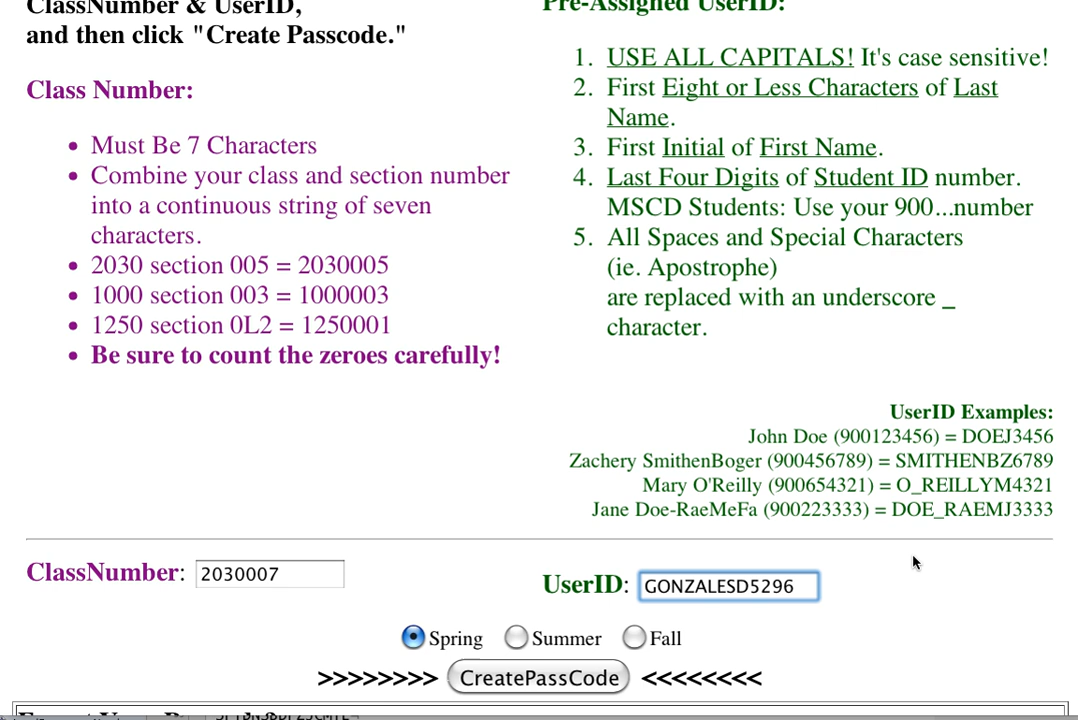 ClassNumber & UserID,
and then click "Create Passcode."
Class Number:
• Must Be 7 Characters
• Combine your class and section number
into a continuous string of seven
characters.
• 2030 section 005 = 2030005
• 1000 section 003 = 1000003
• 1250 section 0L2 = 1250001
• Be sure to count the zeroes carefully!
Pre-Assigned UserID:
1. USE ALL CAPITALS! It's case sensitive!
2. First Eight or Less Characters of Last
Name.
3. First Initial of First Name.
4. Last Four Digits of Student ID number.
MSCD Students: Use your 900...number
5. All Spaces and Special Characters
(ie. Apostrophe)
are replaced with an underscore _
character.
UserID Examples:
John Doe (900123456) = DOEJ3456
Zachery SmithenBoger (900456789) = SMITHENBZ6789
Mary O'Reilly (900654321) = O_REILLYM4321
Jane Doe-RaeMeFa (900223333) = DOE_RAEMJ3333
ClassNumber: 2030007
UserID: GONZALESD5296
Spring Summer Fall
>>>>>>>> CreatePassCode <<<<<<<<